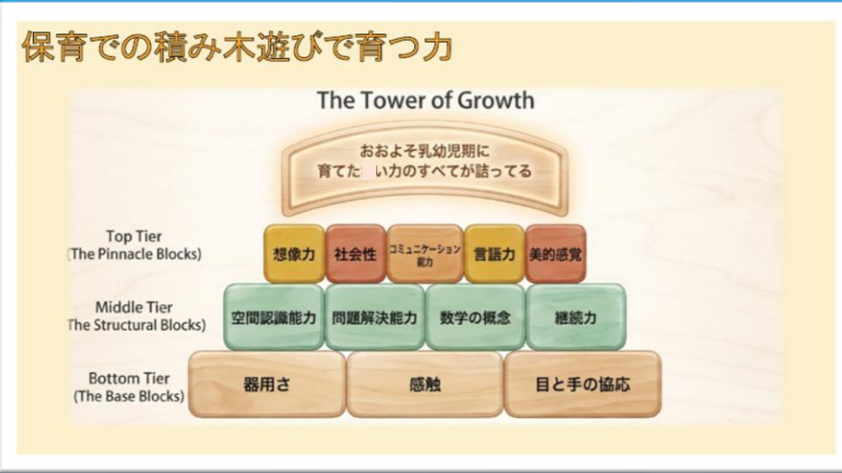 保育での積み木遊びで育つ力
The Tower of Growth
おおよそ乳幼児期に
育てたい力のすべてが詰ってる
Top Tier
(The Pinnacle Blocks)
想像力
社会性
コミュニケーション
能力
言語力
美的感覚
Middle Tier
The Structural Blocks)
空間認識能力
問題解決能力
数学の概念
継続力
Bottom Tier
(The Base Blocks)
器用さ
感触
目と手の協応